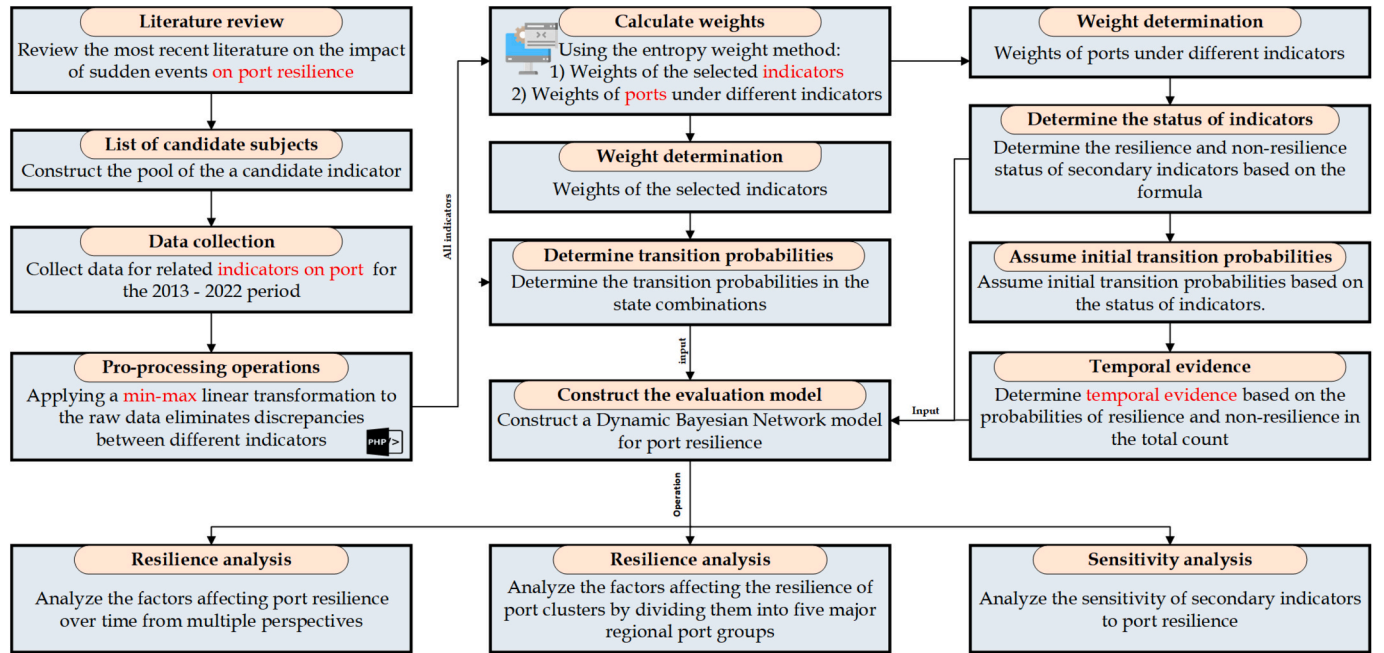 Literature review
Review the most recent literature on the impact
of sudden events on port resilience
List of candidate subjects
Construct the pool of the a candidate indicator
Data collection
Collect data for related indicators on port for
the 2013 - 2022 period
Pro-processing operations
Applying a min-max linear transformation to
the raw data eliminates discrepancies
between different indicators
PHP </>
All indicators
Calculate weights
Using the entropy weight method:
1) Weights of the selected indicators
2) Weights of ports under different indicators
Weight determination
Weights of the selected indicators
Determine transition probabilities
Determine the transition probabilities in the
state combinations
input
Construct the evaluation model
Construct a Dynamic Bayesian Network model
for port resilience
Weight determination
Weights of ports under different indicators
Determine the status of indicators
Determine the resilience and non-resilience
status of secondary indicators based on the
formula
Assume initial transition probabilities
Assume initial transition probabilities based on
the status of indicators.
Temporal evidence
Determine temporal evidence based on the
probabilities of resilience and non-resilience in
the total count
Input
Operation
Resilience analysis
Analyze the factors affecting port resilience
over time from multiple perspectives
Resilience analysis
Analyze the factors affecting the resilience of
port clusters by dividing them into five major
regional port groups
Sensitivity analysis
Analyze the sensitivity of secondary indicators
to port resilience